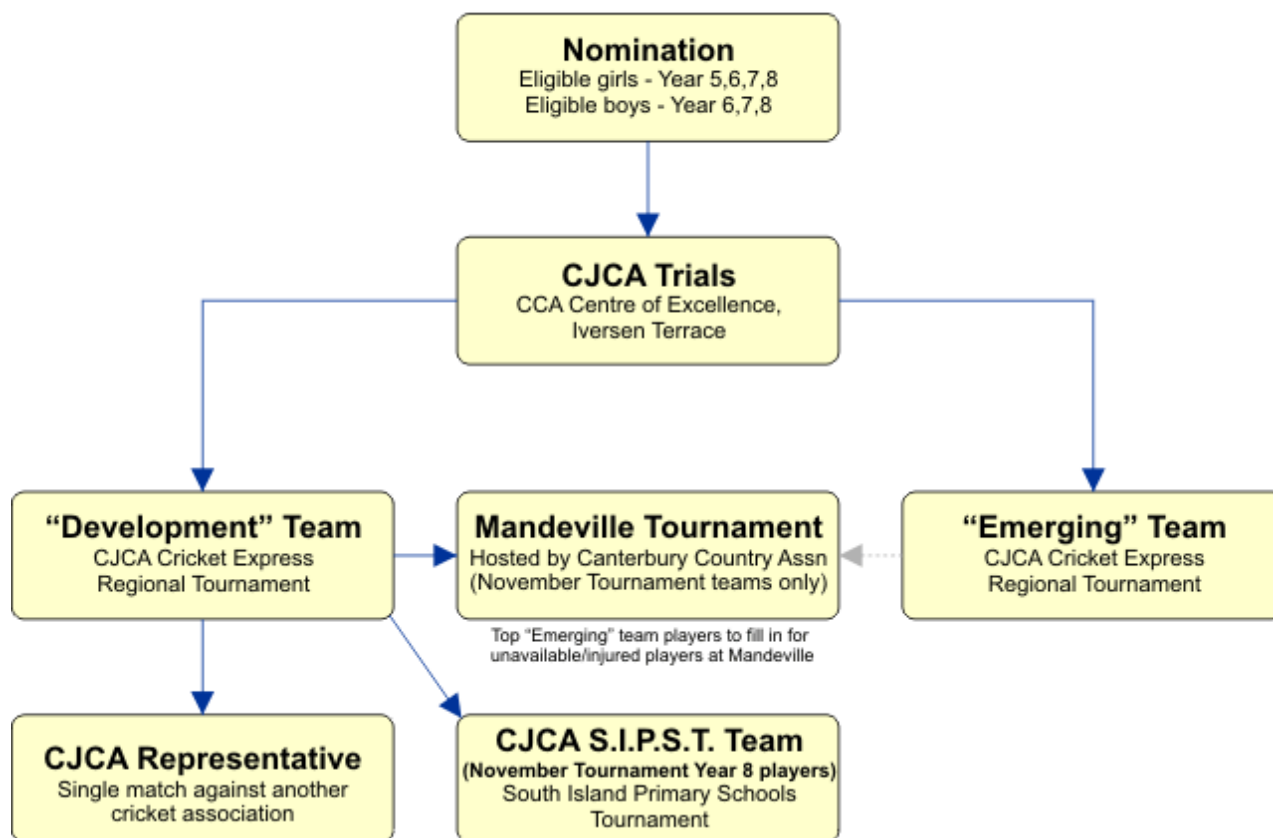 Nomination
Eligible girls - Year 5,6,7,8
Eligible boys - Year 6,7,8
CJCA Trials
CCA Centre of Excellence,
Iversen Terrace
“Development” Team
CJCA Cricket Express
Regional Tournament
Mandeville Tournament
Hosted by Canterbury Country Assn
(November Tournament teams only)
“Emerging” Team
CJCA Cricket Express
Regional Tournament
Top “Emerging” team players to fill in for
unavailable/injured players at Mandeville
CJCA Representative
Single match against another
cricket association
CJCA S.I.P.S.T. Team
(November Tournament Year 8 players)
South Island Primary Schools
Tournament